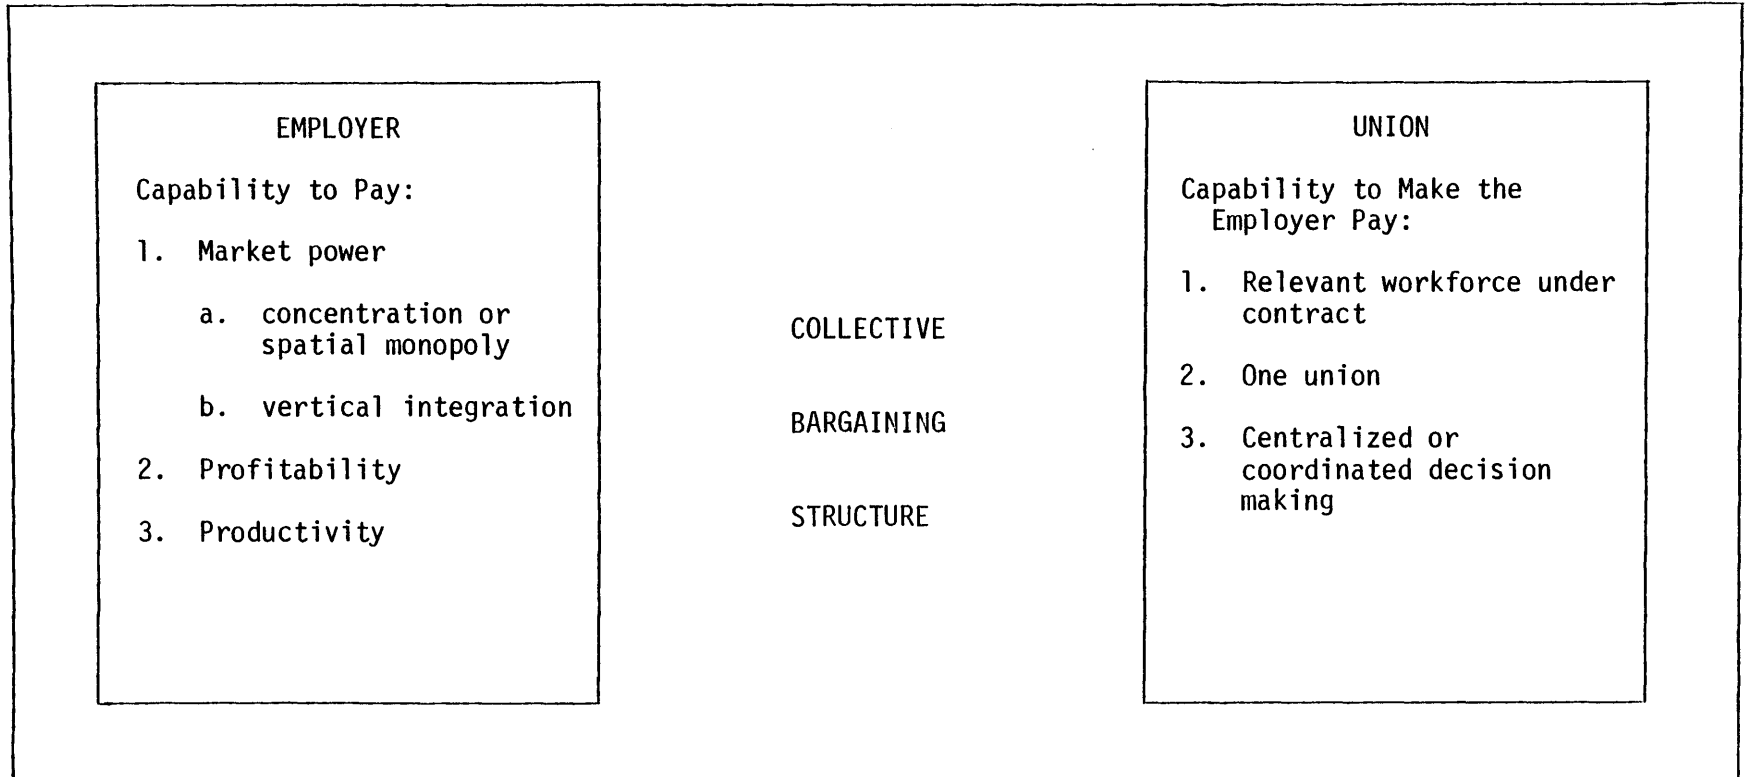 EMPLOYER
Capability to Pay:
1. Market power
a. concentration or
spatial monopoly
b. vertical integration
2. Profitability
3. Productivity
COLLECTIVE
BARGAINING
STRUCTURE
UNION
Capability to Make the
Employer Pay:
1. Relevant workforce under
contract
2. One union
3. Centralized or
coordinated decision
making